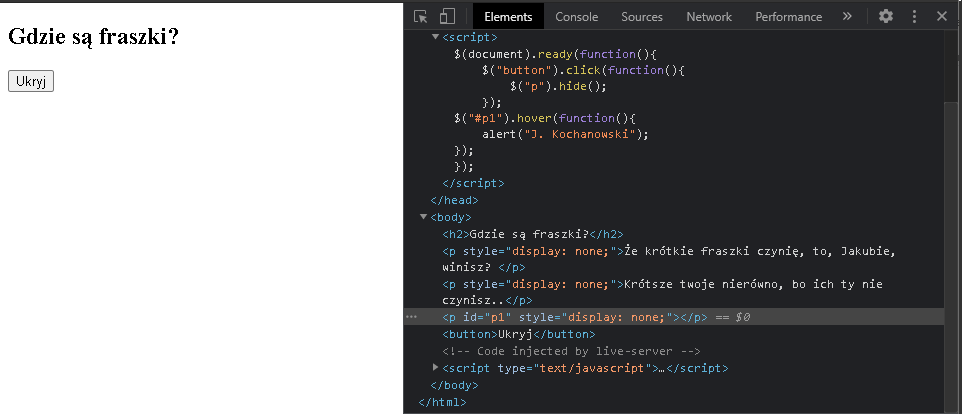 Gdzie są fraszki?
Ukryj
Elements Console Sources Network Performance »
<script>
$(document).ready(function(){
$("button").click(function(){
$("p").hide();
});
$("#p1").hover(function(){
alert("J. Kochanowski");
});
});
</script>
</head>
<body>
<h2>Gdzie są fraszki?</h2>
<p style="display: none;">Że krótkie fraszki czynię, to, Jakubie,
winisz? </p>
<p style="display: none;">Krótsze twoje nierówno, bo ich ty nie
czynisz..</p>
<p id="p1" style="display: none;"></p> == $0
<button>Ukryj</button>
<!-- Code injected by live-server -->
<script type="text/javascript">…</script>
</body>
</html>